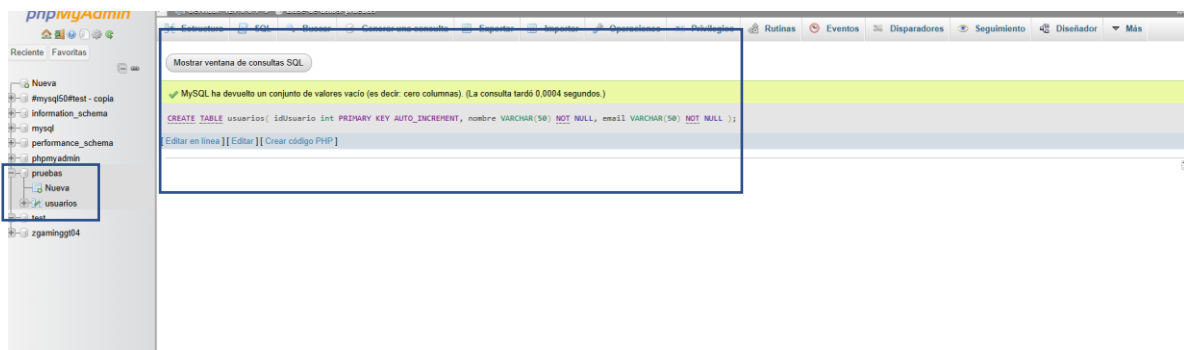 phpMyAdmin
Reciente Favoritas
Nueva
#mysql50#test - copia
information_schema
mysql
performance_schema
phpmyadmin
pruebas
Nueva
usuarios
test
zgaminggt04
Estructura SQL Buscar Generar una consulta Exportar Importar Operaciones Privilegios Rutinas Eventos Disparadores Seguimiento Diseñador Más
Mostrar ventana de consultas SQL
MySQL ha devuelto un conjunto de valores vacío (es decir: cero columnas). (La consulta tardó 0,0004 segundos.)
CREATE TABLE usuarios( idUsuario int PRIMARY KEY AUTO_INCREMENT, nombre VARCHAR(50) NOT NULL, email VARCHAR(50) NOT NULL );
[ Editar en línea ] [ Editar ] [ Crear código PHP ]